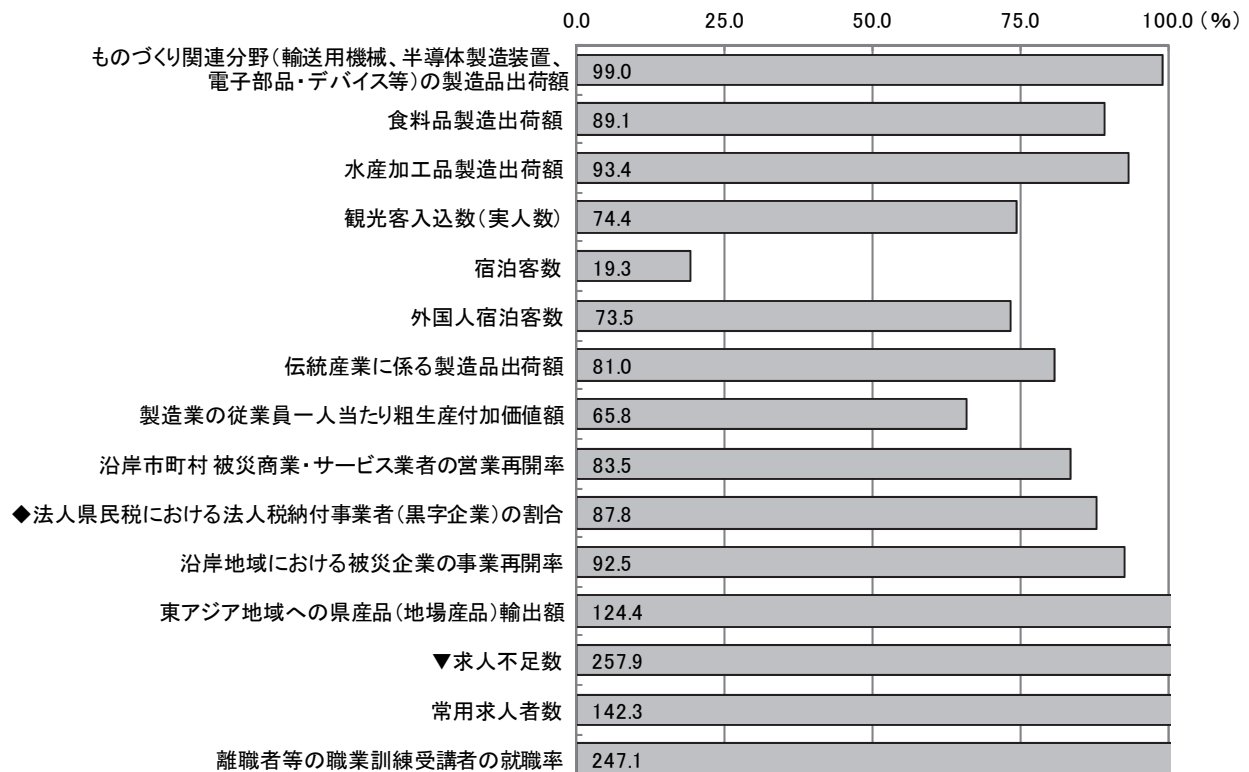 0.0 25.0 50.0 75.0 100.0 (%)
ものづくり関連分野(輸送用機械、半導体製造装置、
電子部品・デバイス等)の製造品出荷額 99.0
食料品製造出荷額 89.1
水産加工品製造出荷額 93.4
観光客入込数(実人数) 74.4
宿泊客数 19.3
外国人宿泊客数 73.5
伝統産業に係る製造品出荷額 81.0
製造業の従業員一人当たり粗生産付加価値額 65.8
沿岸市町村 被災商業・サービス業者の営業再開率 83.5
◆法人県民税における法人税納付事業者(黒字企業)の割合 87.8
沿岸地域における被災企業の事業再開率 92.5
東アジア地域への県産品(地場産品)輸出額 124.4
▼求人不足数 257.9
常用求人者数 142.3
離職者等の職業訓練受講者の就職率 247.1